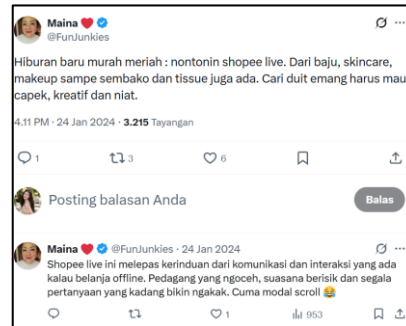 Maina ❤️
@FunJunkies
Hiburan baru murah meriah : nontonin shopee live. Dari baju, skincare,
makeup sampe sembako dan tissue juga ada. Cari duit emang harus mau
capek, kreatif dan niat.
4.11 PM · 24 Jan 2024 · 3.215 Tayangan
1 3 6
Posting balasan Anda Balas
Maina ❤️ @FunJunkies · 24 Jan 2024
Shopee live ini melepas kerinduan dari komunikasi dan interaksi yang ada
kalau belanja offline. Pedagang yang ngoceh, suasana berisik dan segala
pertanyaan yang kadang bikin ngakak. Cuma modal scroll 😂
1 953